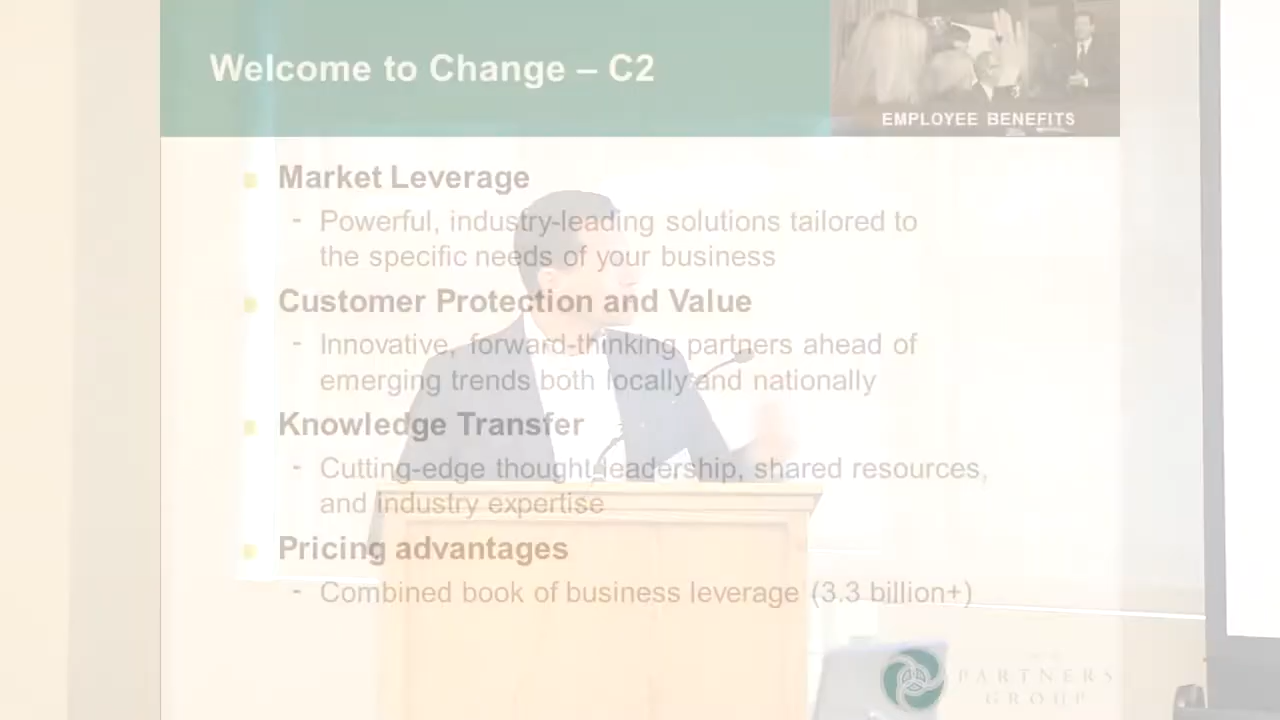 Welcome to Change – C2
EMPLOYEE BENEFITS
Market Leverage
- Powerful, industry-leading solutions tailored to
the specific needs of your business
Customer Protection and Value
- Innovative, forward-thinking partners ahead of
emerging trends both locally and nationally
Knowledge Transfer
- Cutting-edge thought leadership, shared resources,
and industry expertise
Pricing advantages
- Combined book of business leverage (3.3 billion+)
PARTNERS
GROUP